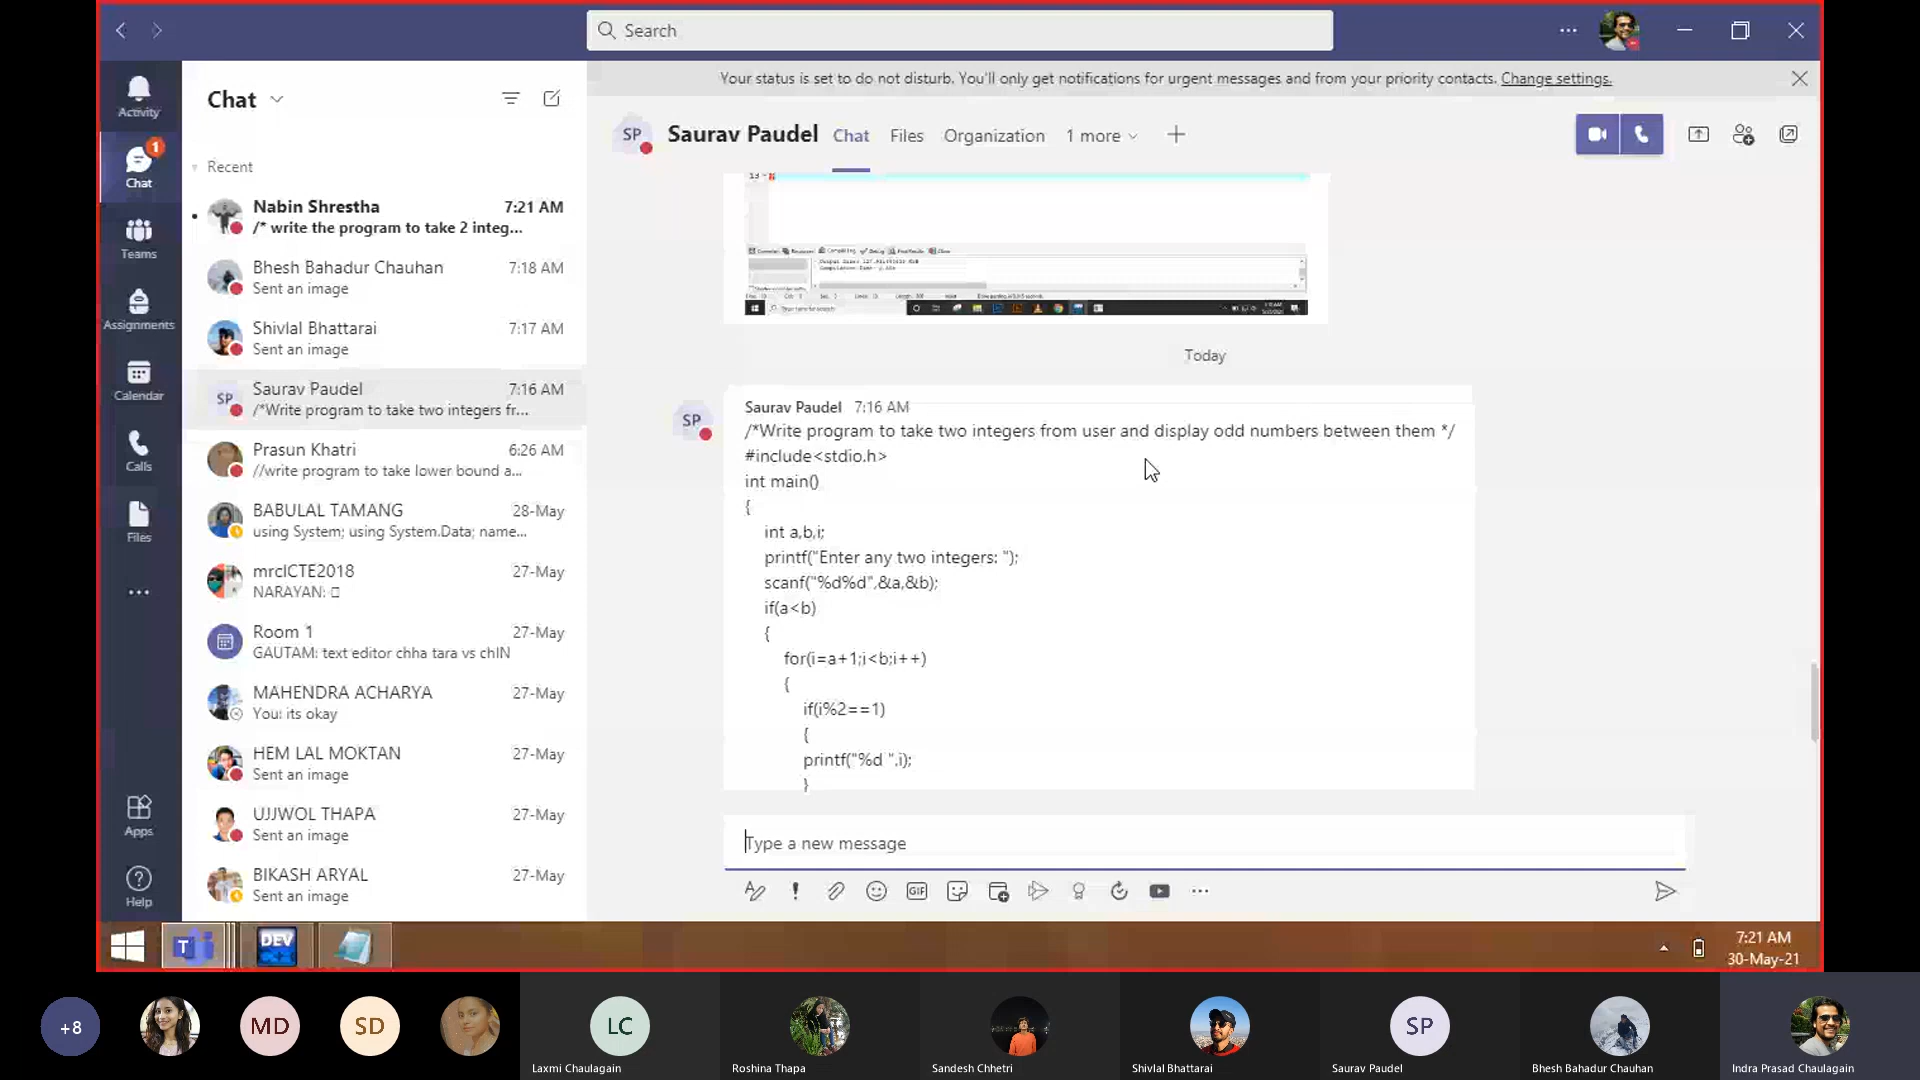 Search
Your status is set to do not disturb. You'll only get notifications for urgent messages and from your priority contacts. Change settings.
Activity
Chat
1
Teams
Assignments
Calendar
Calls
Files
Apps
Help
Chat
Recent
Nabin Shrestha 7:21 AM
/* write the program to take 2 integ...
Bhesh Bahadur Chauhan 7:18 AM
Sent an image
Shivlal Bhattarai 7:17 AM
Sent an image
SP
Saurav Paudel 7:16 AM
/*Write program to take two integers fr...
Prasun Khatri 6:26 AM
//write program to take lower bound a...
BABULAL TAMANG 28-May
using System; using System.Data; name...
mrcICTE2018 27-May
NARAYAN:
Room 1 27-May
GAUTAM: text editor chha tara vs chIN
MAHENDRA ACHARYA 27-May
You: its okay
HEM LAL MOKTAN 27-May
Sent an image
UJJWOL THAPA 27-May
Sent an image
BIKASH ARYAL 27-May
Sent an image
SP Saurav Paudel Chat Files Organization 1 more
Today
SP
Saurav Paudel 7:16 AM
/*Write program to take two integers from user and display odd numbers between them */
#include<stdio.h>
int main()
{
int a,b,i;
printf("Enter any two integers: ");
scanf("%d%d",&a,&b);
if(a<b)
{
for(i=a+1;i<b;i++)
{
if(i%2==1)
{
printf("%d ",i);
}
Type a new message
GIF
T
DEV
7:21 AM
30-May-21
+8
MD
SD
LC
Laxmi Chaulagain
Roshina Thapa
Sandesh Chhetri
Shivlal Bhattarai
SP
Saurav Paudel
Bhesh Bahadur Chauhan
Indra Prasad Chaulagain